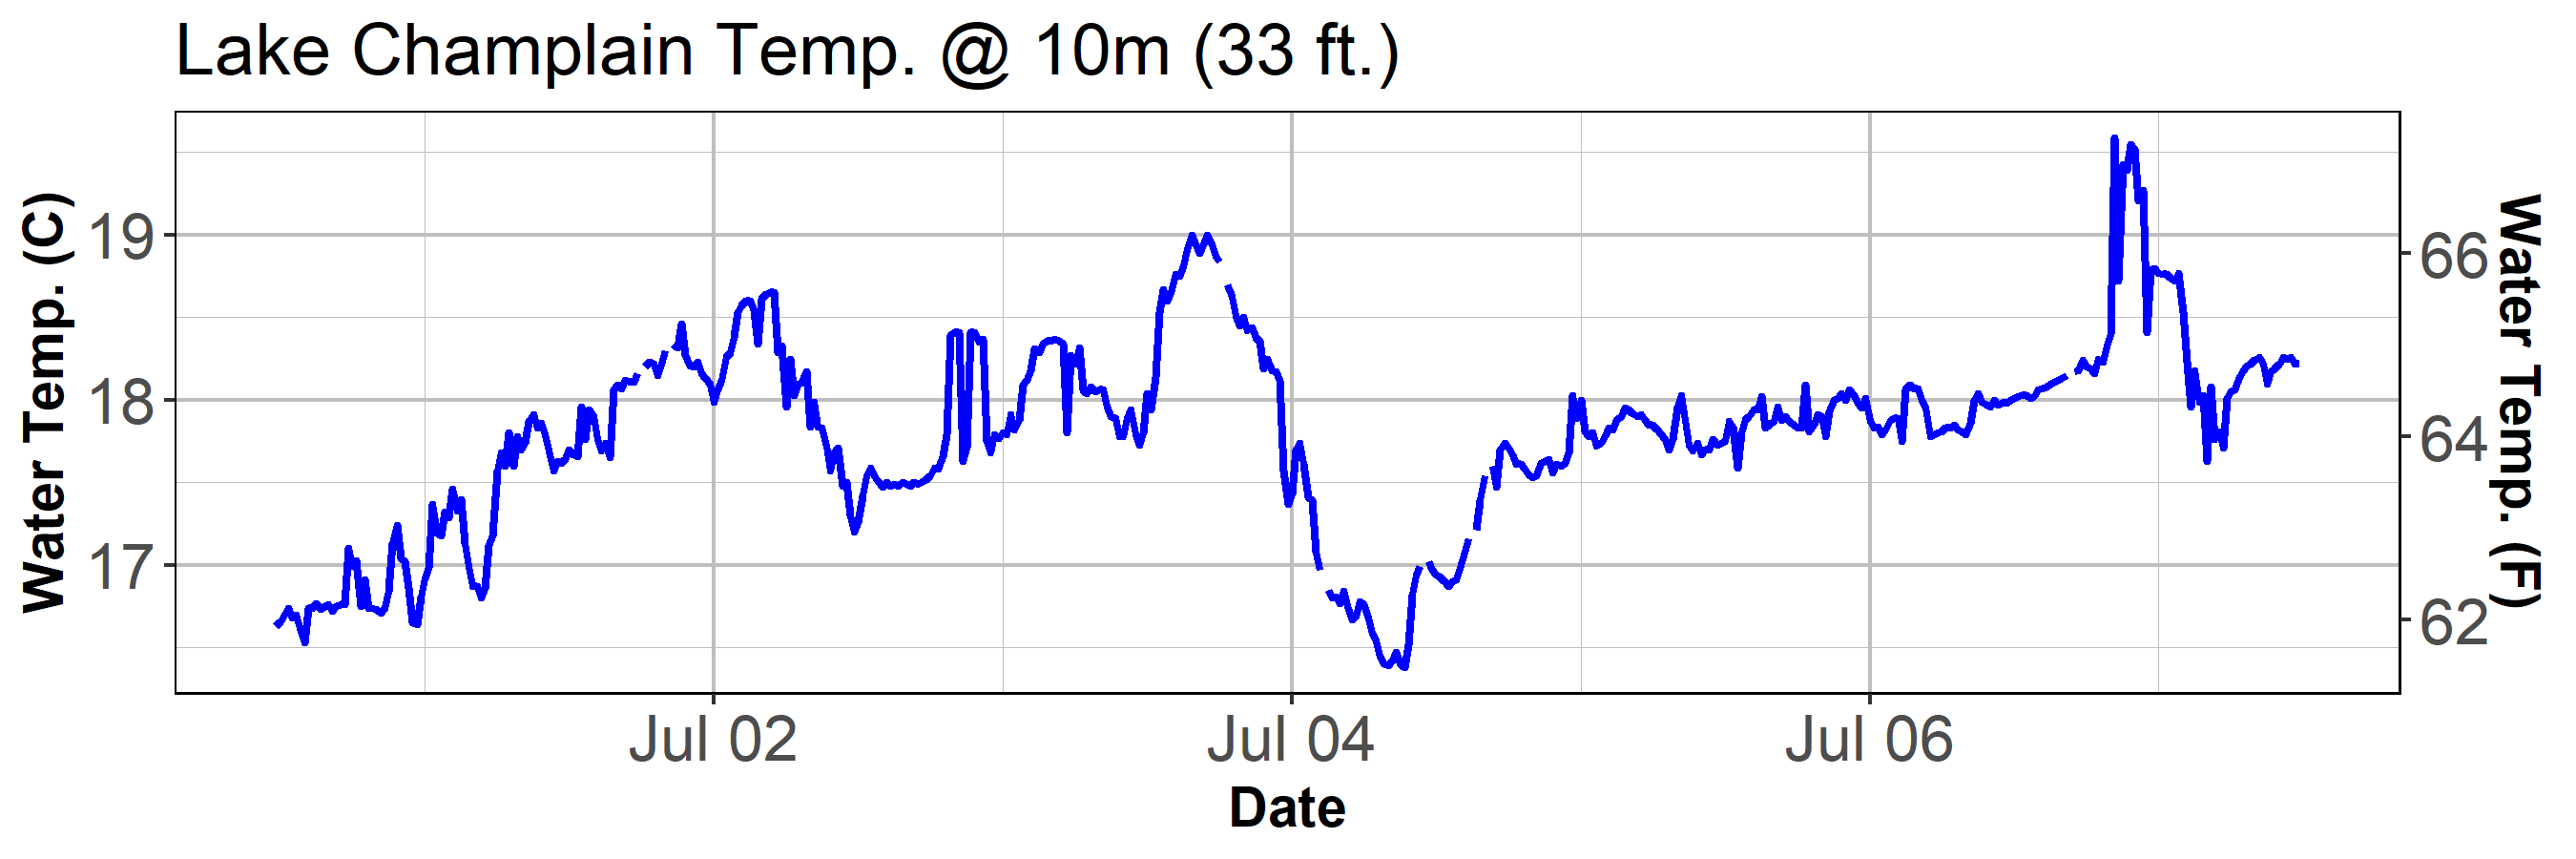 Lake Champlain Temp. @ 10m (33 ft.)
Water Temp. (C)
19
18
17
66
64
62
Water Temp. (F)
Jul 02
Jul 04
Jul 06
Date